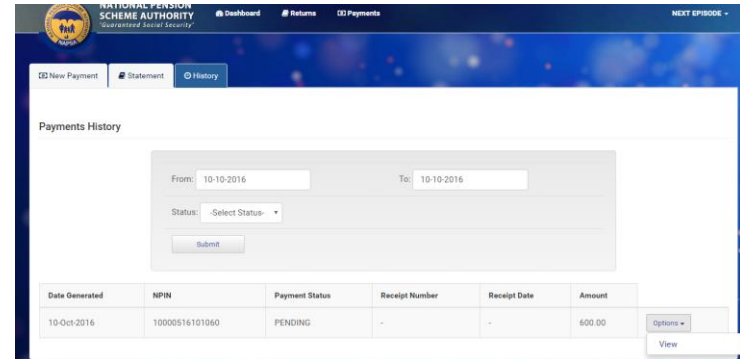 NATIONAL PENSION
SCHEME AUTHORITY
"Guaranteed Social Security"
NAPSA
Dashboard
Returns
Payments
NEXT EPISODE
New Payment
Statement
History
Payments History
From: 10-10-2016 To: 10-10-2016
Status: -Select Status-
Submit
Date Generated NPIN Payment Status Receipt Number Receipt Date Amount
10-Oct-2016 10000516101060 PENDING - - 600.00 Options
View